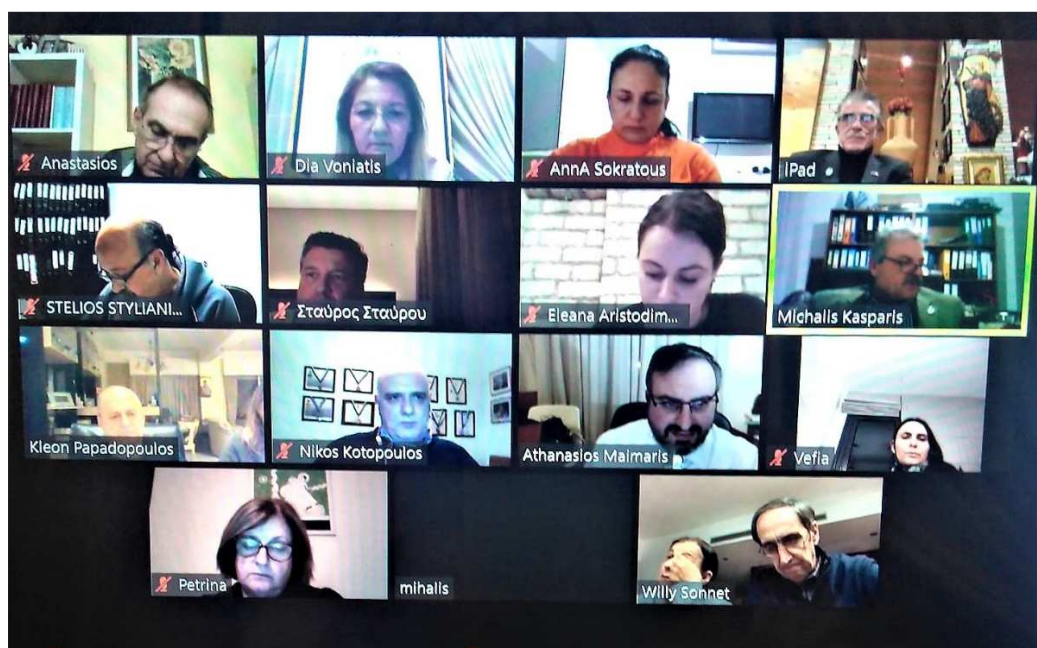 Anastasios
Dia Voniatis
AnnA Sokratous
iPad
STELIOS STYLIANI...
Σταύρος Σταύρου
Eleana Aristodim...
Michalis Kasparis
Kleon Papadopoulos
Nikos Kotopoulos
Athanasios Maimaris
Vefia
Petrina
mihalis
Willy Sonnet